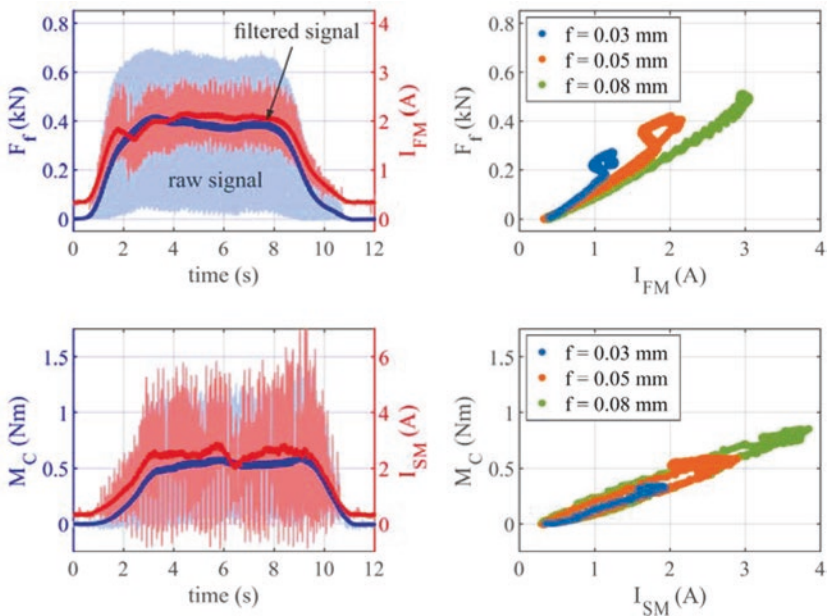 filtered signal
raw signal
F_f (kN)
0.8
0.6
0.4
0.2
0
I_FM (A)
4
3
2
1
0
0 2 4 6 8 10 12
time (s)
f = 0.03 mm
f = 0.05 mm
f = 0.08 mm
F_f (kN)
0.8
0.6
0.4
0.2
0
0 1 2 3 4
I_FM (A)
M_C (Nm)
1.5
1
0.5
0
I_SM (A)
6
4
2
0
0 2 4 6 8 10 12
time (s)
f = 0.03 mm
f = 0.05 mm
f = 0.08 mm
M_C (Nm)
1.5
1
0.5
0
0 1 2 3 4
I_SM (A)